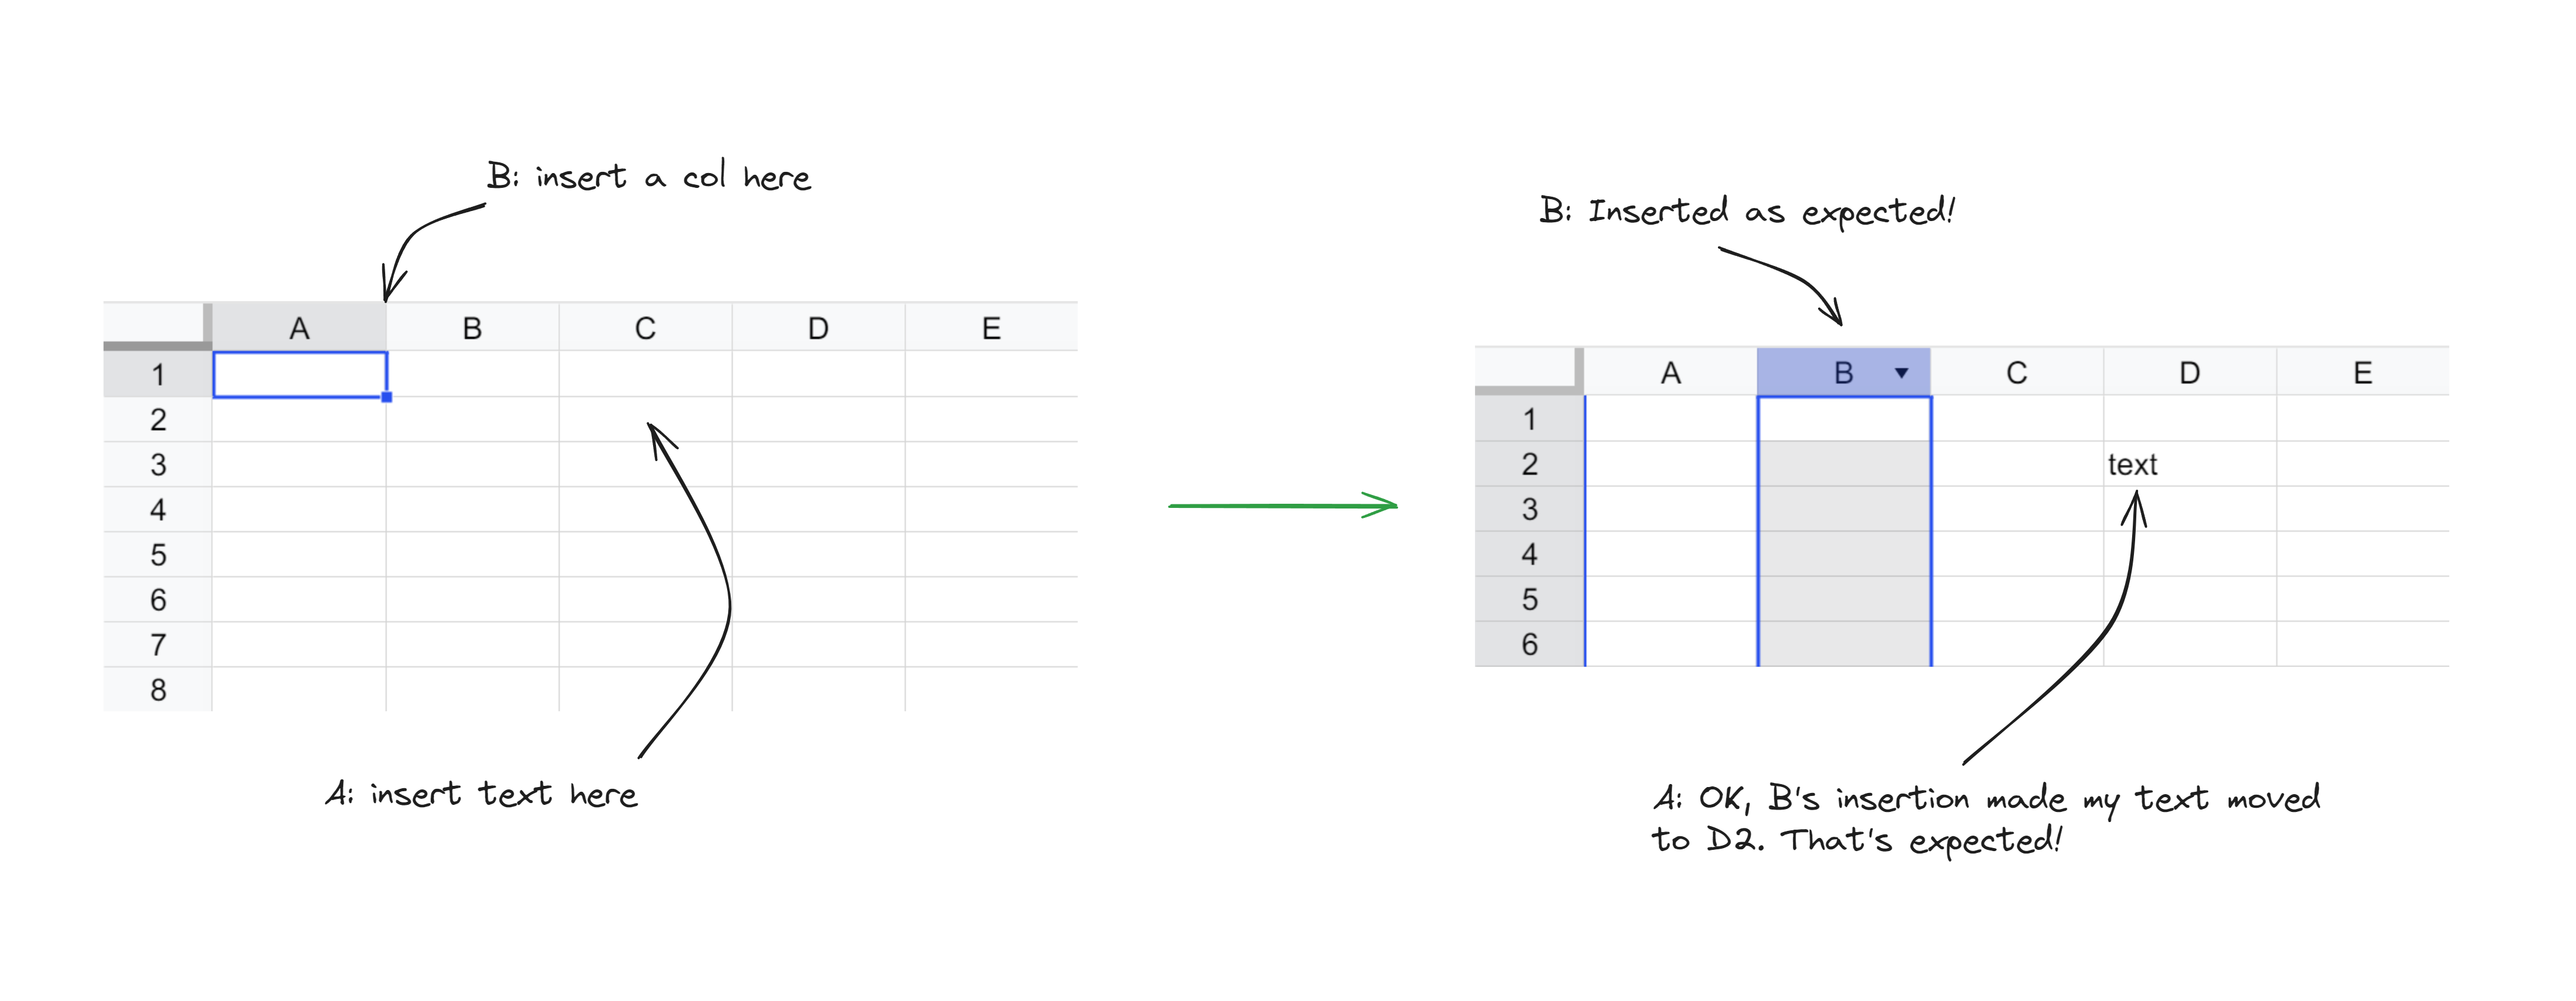 B: insert a col here
A B C D E
1
2
3
4
5
6
7
8
A: insert text here
B: Inserted as expected!
A B C D E
1
2 text
3
4
5
6
A: OK, B's insertion made my text moved
to D2. That's expected!